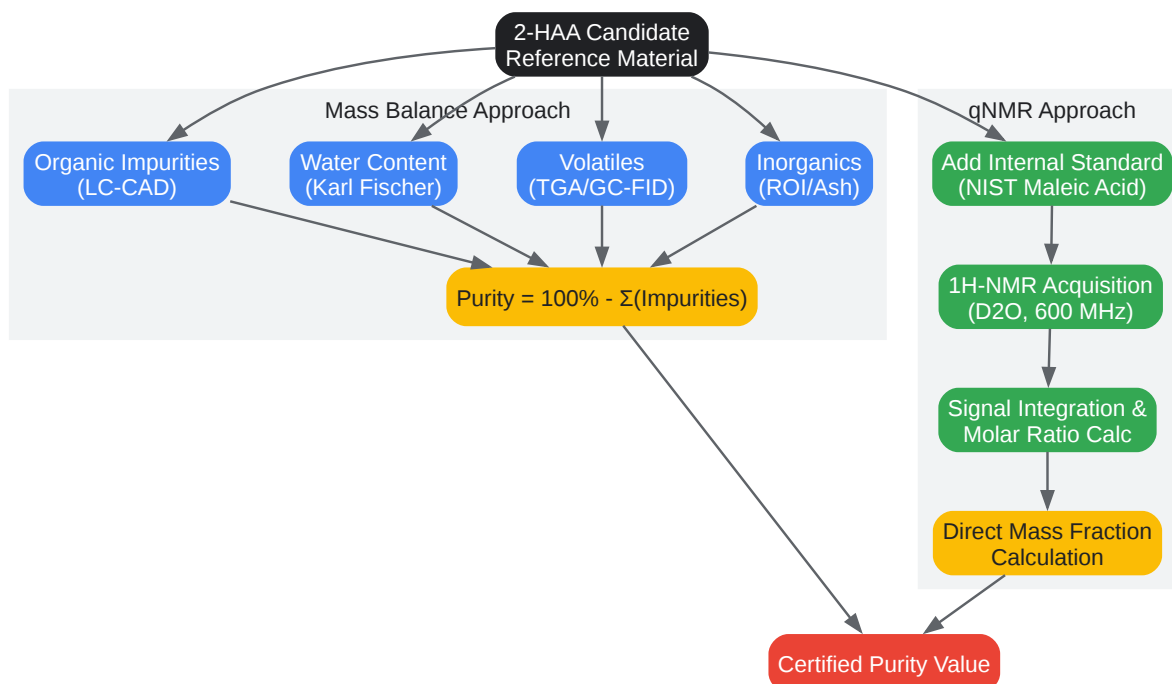 2-HAA Candidate
Reference Material
Mass Balance Approach
qNMR Approach
Organic Impurities
(LC-CAD)
Water Content
(Karl Fischer)
Volatiles
(TGA/GC-FID)
Inorganics
(ROI/Ash)
Add Internal Standard
(NIST Maleic Acid)
Purity = 100% - Σ(Impurities)
1H-NMR Acquisition
(D2O, 600 MHz)
Signal Integration &
Molar Ratio Calc
Direct Mass Fraction
Calculation
Certified Purity Value